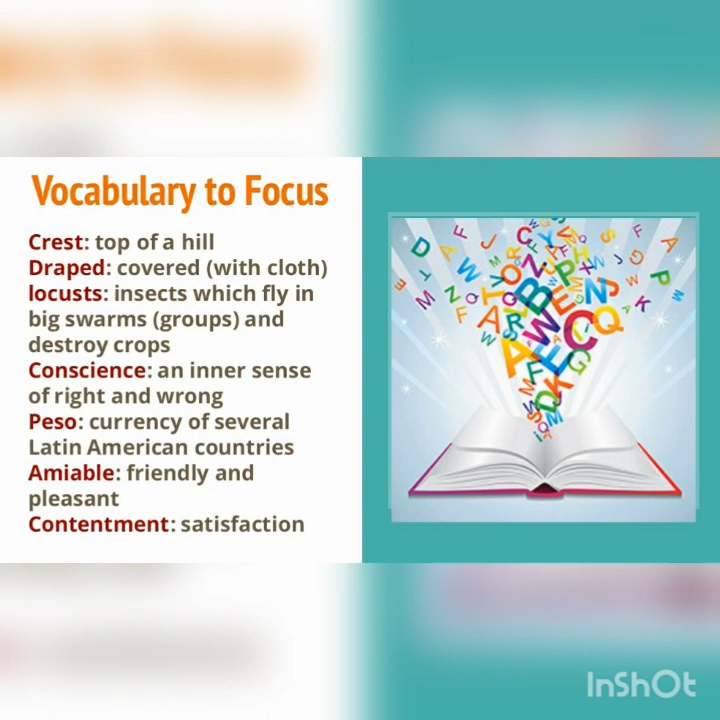 Vocabulary to Focus
Crest: top of a hill
Draped: covered (with cloth)
locusts: insects which fly in
big swarms (groups) and
destroy crops
Conscience: an inner sense
of right and wrong
Peso: currency of several
Latin American countries
Amiable: friendly and
pleasant
Contentment: satisfaction
InShOt